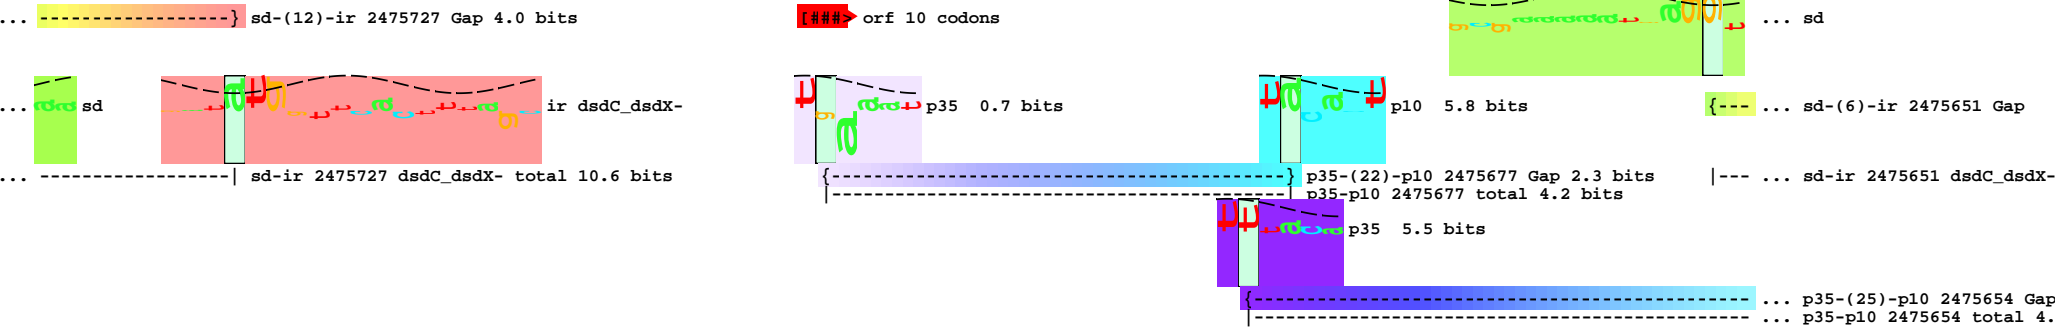 ... ------------------} sd-(12)-ir 2475727 Gap 4.0 bits [###> orf 10 codons ... sd
... sd ir dsdC_dsdX- p35 0.7 bits p10 5.8 bits {--- ... sd-(6)-ir 2475651 Gap
... ------------------| sd-ir 2475727 dsdC_dsdX- total 10.6 bits {-------------------------------------------} p35-(22)-p10 2475677 Gap 2.3 bits |--- ... sd-ir 2475651 dsdC_dsdX-
|-------------------------------------------| p35-p10 2475677 total 4.2 bits
p35 5.5 bits
{----------------------------------------------- ... p35-(25)-p10 2475654 Gap
|----------------------------------------------- ... p35-p10 2475654 total 4.